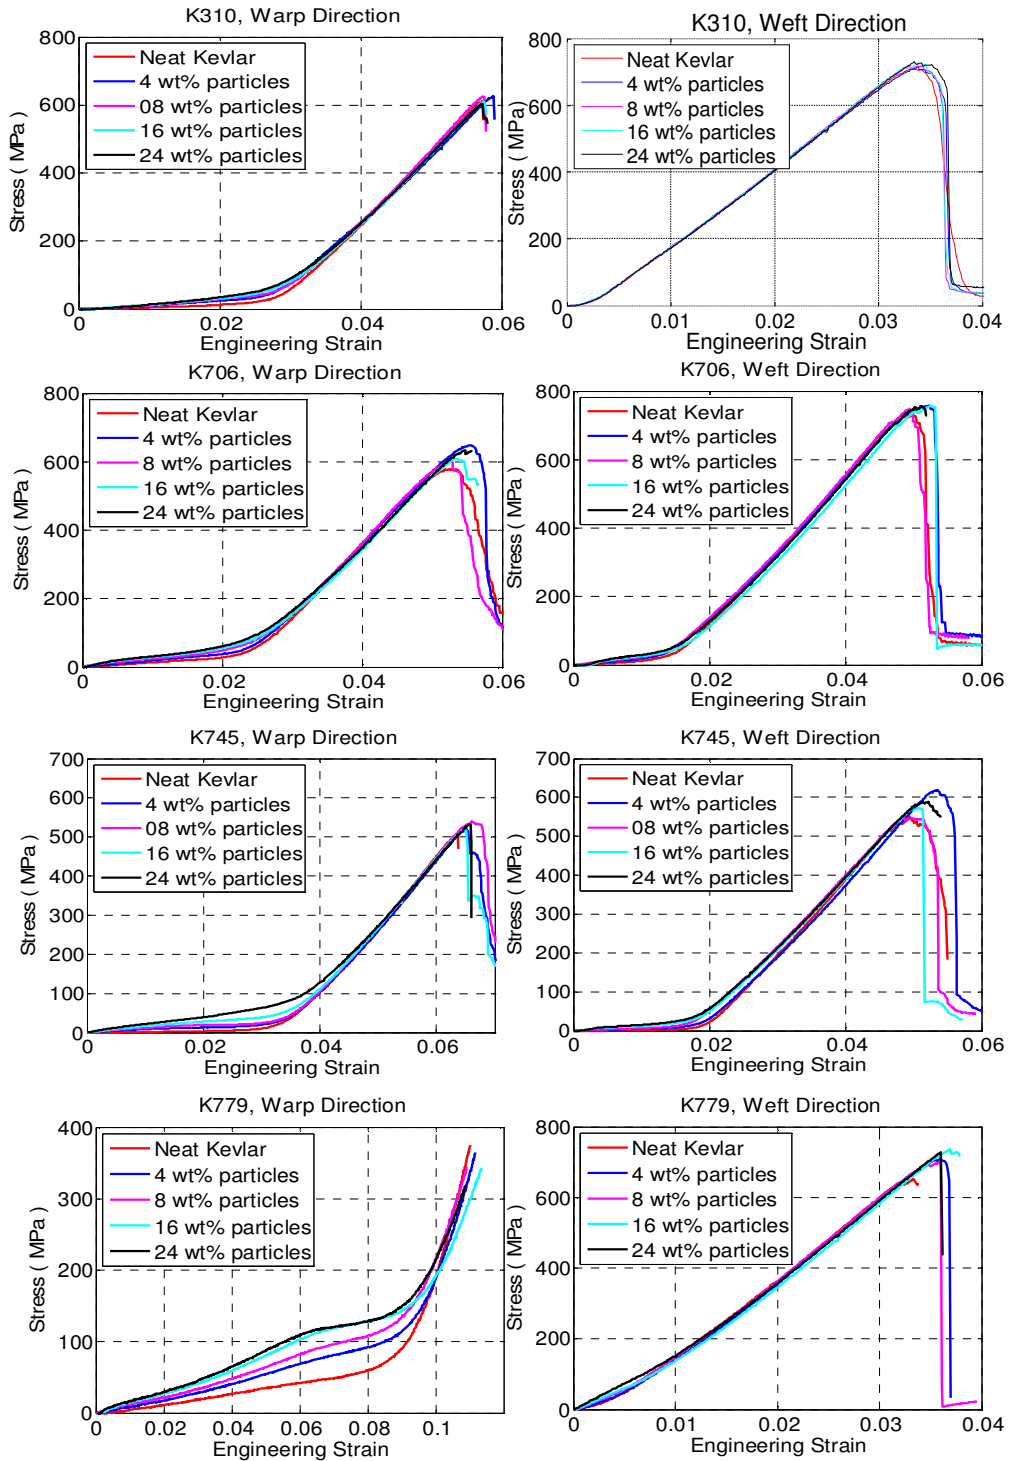 K310, Warp Direction
800
600
400
200
0
0
0.02
0.04
0.06
Stress ( MPa)
Engineering Strain
Neat Kevlar
4 wt% particles
08 wt% particles
16 wt% particles
24 wt% particles
K310, Weft Direction
800
600
400
200
0
0
0.01
0.02
0.03
0.04
Stress ( MPa)
Engineering Strain
Neat Kevlar
4 wt% particles
8 wt% particles
16 wt% particles
24 wt% particles
K706, Warp Direction
800
600
400
200
0
0
0.02
0.04
0.06
Stress ( MPa)
Engineering Strain
Neat Kevlar
4 wt% particles
8 wt% particles
16 wt% particles
24 wt% particles
K706, Weft Direction
800
600
400
200
0
0
0.02
0.04
0.06
Stress ( MPa)
Engineering Strain
Neat Kevlar
4 wt% particles
8 wt% particles
16 wt% particles
24 wt% particles
K745, Warp Direction
700
600
500
400
300
200
100
0
0
0.02
0.04
0.06
Stress ( MPa)
Engineering Strain
Neat Kevlar
4 wt% particles
08 wt% particles
16 wt% particles
24 wt% particles
K745, Weft Direction
700
600
500
400
300
200
100
0
0
0.02
0.04
0.06
Stress ( MPa)
Engineering Strain
Neat Kevlar
4 wt% particles
08 wt% particles
16 wt% particles
24 wt% particles
K779, Warp Direction
400
300
200
100
0
0
0.02
0.04
0.06
0.08
0.1
Stress ( MPa)
Engineering Strain
Neat Kevlar
4 wt% particles
8 wt% particles
16 wt% particles
24 wt% particles
K779, Weft Direction
800
600
400
200
0
0
0.01
0.02
0.03
0.04
Stress ( MPa)
Engineering Strain
Neat Kevlar
4 wt% particles
8 wt% particles
16 wt% particles
24 wt% particles